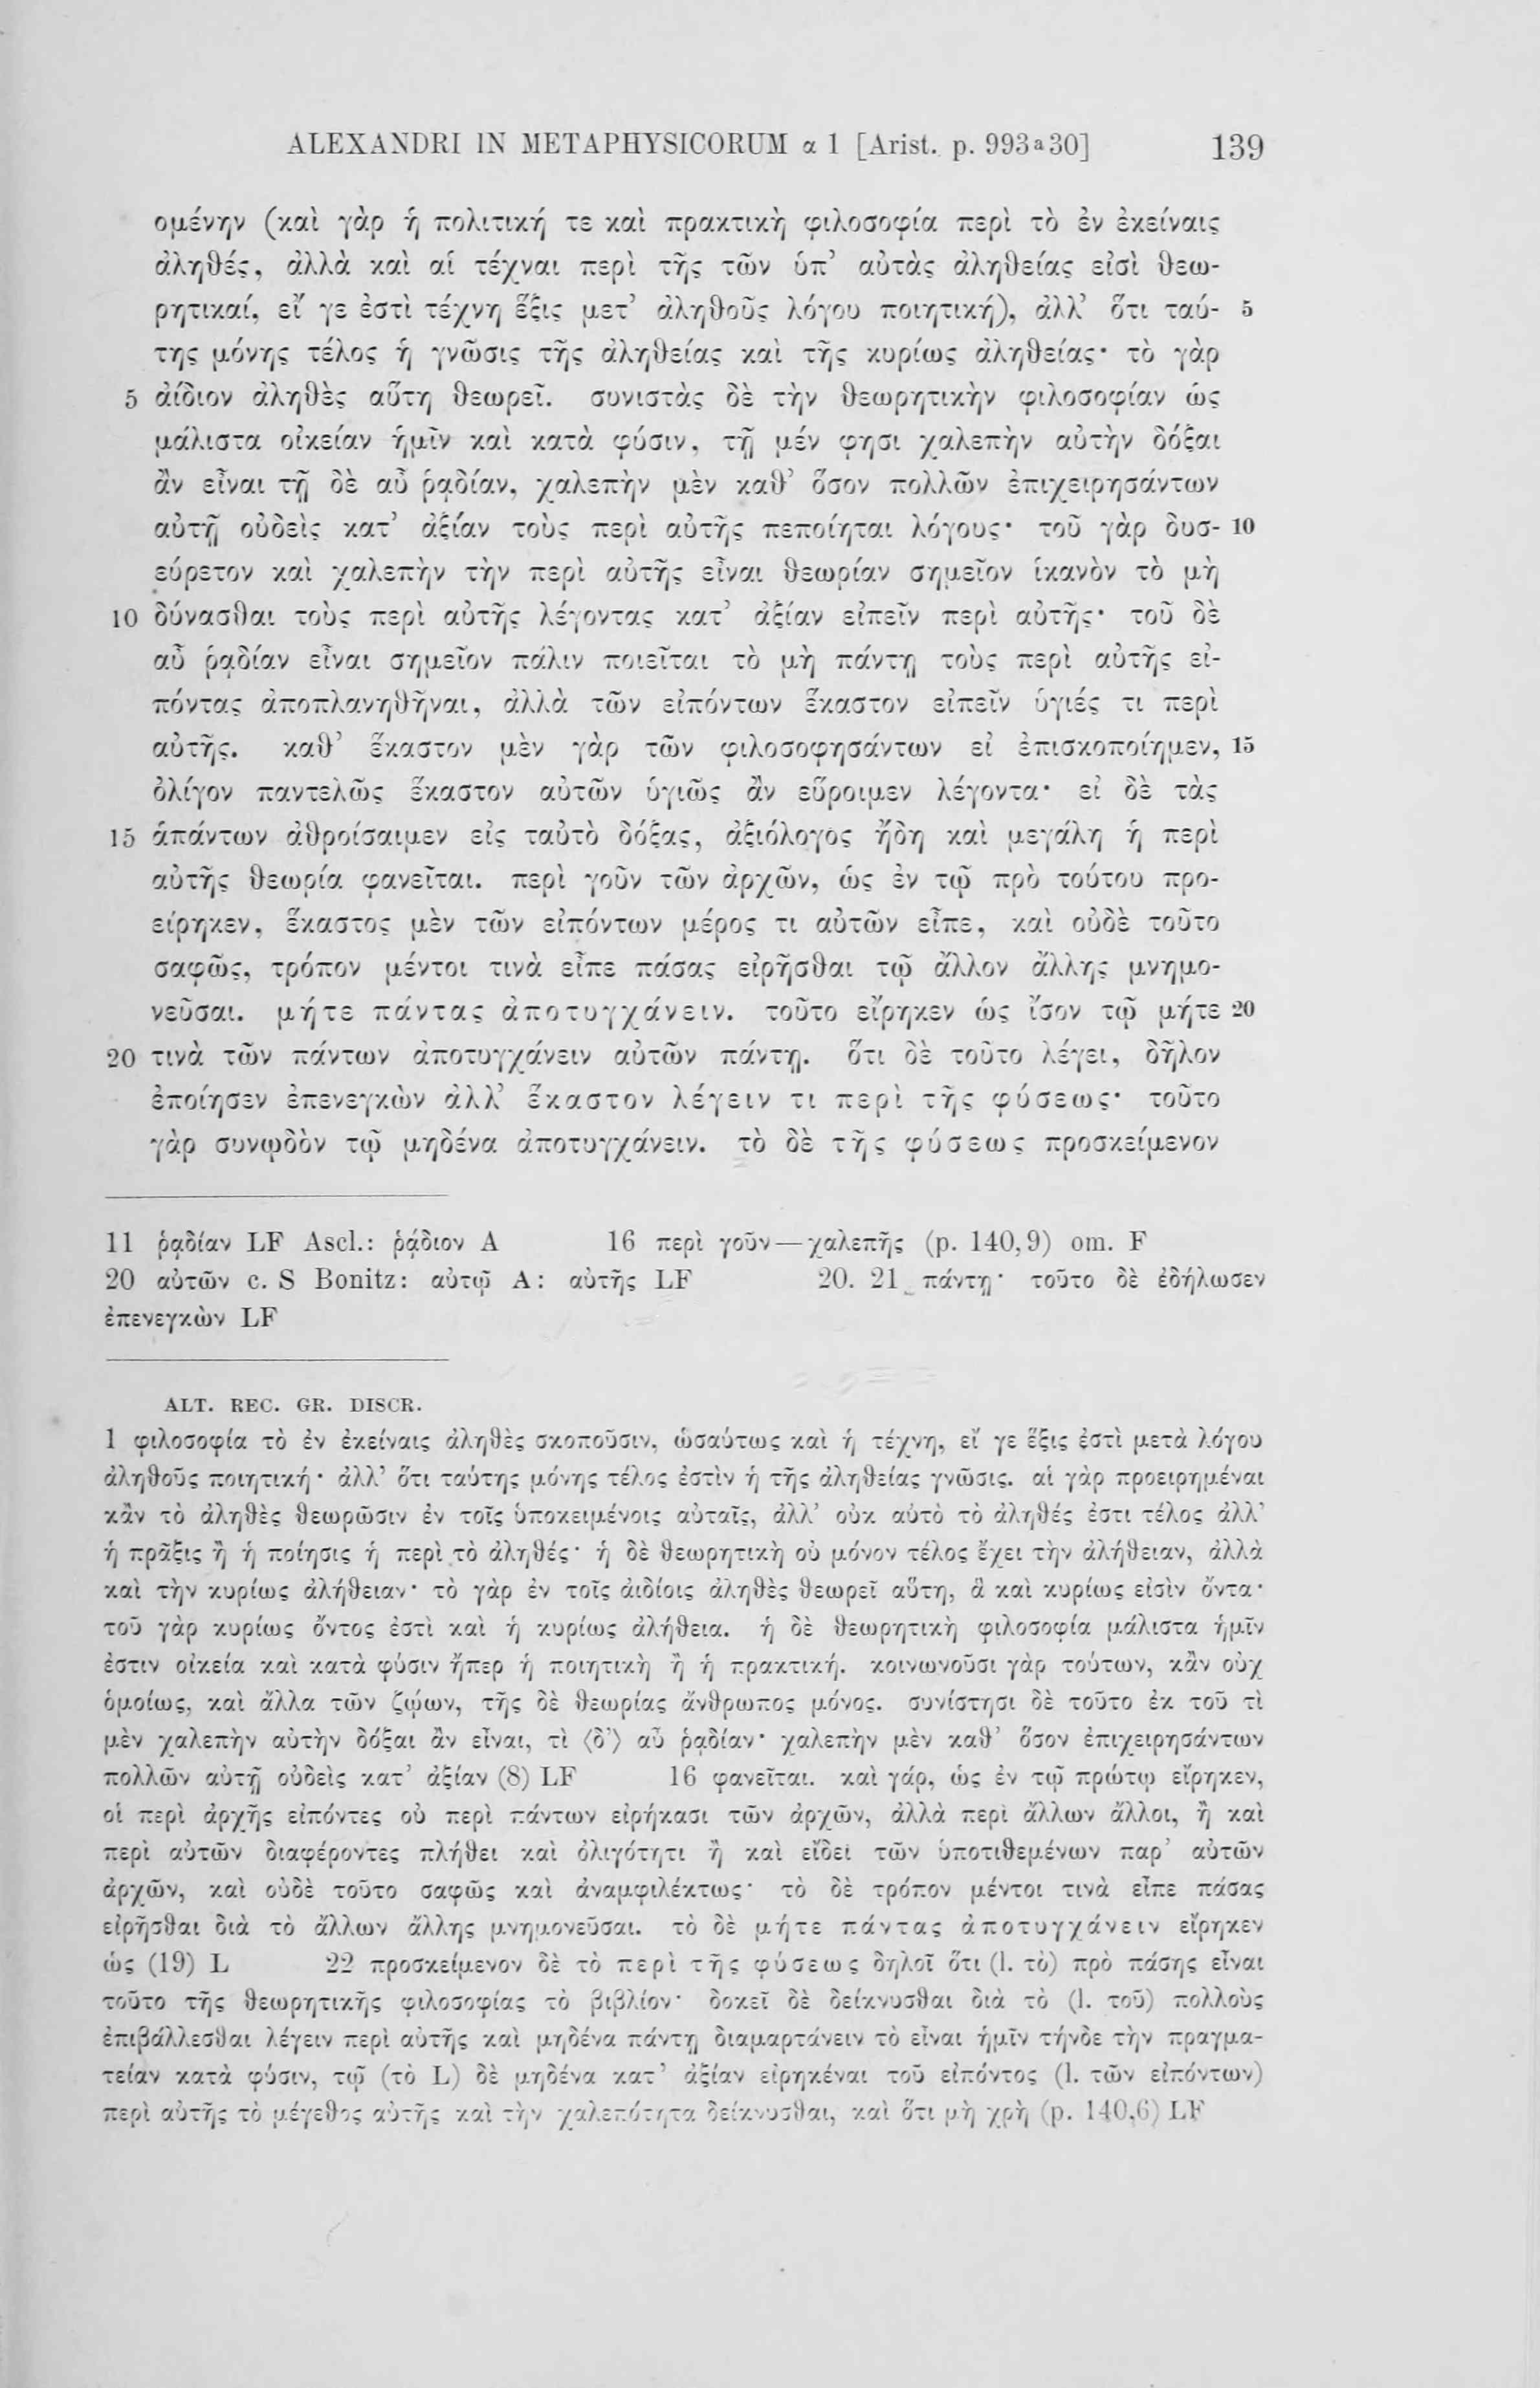 ALEXANDRI IN METAPHYSICORUM α 1 [Arist. p. 993ᵃ30] 139
ομένην (καὶ γὰρ ἡ πολιτική τε καὶ πρακτικὴ φιλοσοφία περὶ τὸ ἐν ἐκείναις
ἀληθές, ἀλλὰ καὶ αἱ τέχναι περὶ τῆς τῶν ὑπ’ αὐτὰς ἀληθείας εἰσὶ θεω-
ρητικαί, εἴ γε ἐστὶ τέχνη ἕξις μετ’ ἀληθοῦς λόγου ποιητική), ἀλλ’ ὅτι ταύ- 5
της μόνης τέλος ἡ γνῶσις τῆς ἀληθείας καὶ τῆς κυρίως ἀληθείας· τὸ γὰρ
5 ἀίδιον ἀληθὲς αὕτη θεωρεῖ. συνιστὰς δὲ τὴν θεωρητικὴν φιλοσοφίαν ὡς
μάλιστα οἰκείαν ἡμῖν καὶ κατὰ φύσιν, τῇ μέν φησι χαλεπὴν αὐτὴν δόξαι
ἂν εἶναι τῇ δὲ αὖ ῥᾳδίαν, χαλεπὴν μὲν καθ’ ὅσον πολλῶν ἐπιχειρησάντων
αὐτῇ οὐδεὶς κατ’ ἀξίαν τοὺς περὶ αὐτῆς πεποίηται λόγους· τοῦ γὰρ δυσ- 10
εύρετον καὶ χαλεπὴν τὴν περὶ αὐτῆς εἶναι θεωρίαν σημεῖον ἱκανὸν τὸ μὴ
10 δύνασθαι τοὺς περὶ αὐτῆς λέγοντας κατ’ ἀξίαν εἰπεῖν περὶ αὐτῆς· τοῦ δὲ
αὖ ῥᾳδίαν εἶναι σημεῖον πάλιν ποιεῖται τὸ μὴ πάντῃ τοὺς περὶ αὐτῆς εἰ-
πόντας ἀποπλανηθῆναι, ἀλλὰ τῶν εἰπόντων ἕκαστον εἰπεῖν ὑγιές τι περὶ
αὐτῆς. καθ’ ἕκαστον μὲν γὰρ τῶν φιλοσοφησάντων εἰ ἐπισκοποίημεν, 15
ὀλίγον παντελῶς ἕκαστον αὐτῶν ὑγιῶς ἂν εὕροιμεν λέγοντα· εἰ δὲ τὰς
15 ἁπάντων ἀθροίσαιμεν εἰς ταὐτὸ δόξας, ἀξιόλογος ἤδη καὶ μεγάλη ἡ περὶ
αὐτῆς θεωρία φανεῖται. περὶ γοῦν τῶν ἀρχῶν, ὡς ἐν τῷ πρὸ τούτου προ-
είρηκεν, ἕκαστος μὲν τῶν εἰπόντων μέρος τι αὐτῶν εἶπε, καὶ οὐδὲ τοῦτο
σαφῶς, τρόπον μέντοι τινὰ εἶπε πάσας εἰρῆσθαι τῷ ἄλλον ἄλλης μνημο-
νεῦσαι. μήτε πάντας ἀποτυγχάνειν. τοῦτο εἴρηκεν ὡς ἴσον τῷ μήτε 20
20 τινὰ τῶν πάντων ἀποτυγχάνειν αὐτῶν πάντῃ. ὅτι δὲ τοῦτο λέγει, δῆλον
ἐποίησεν ἐπενεγκὼν ἀλλ’ ἕκαστον λέγειν τι περὶ τῆς φύσεως· τοῦτο
γὰρ συνῳδὸν τῷ μηδένα ἀποτυγχάνειν. τὸ δὲ τῆς φύσεως προσκείμενον
11 ῥᾳδίαν LF Ascl.: ῥᾴδιον A 16 περὶ γοῦν—χαλεπῆς (p. 140,9) om. F
20 αὐτῶν c. S Bonitz: αὐτῷ A: αὐτῆς LF 20. 21 πάντῃ· τοῦτο δὲ ἐδήλωσεν
ἐπενεγκὼν LF
ALT. REC. GR. DISCR.
1 φιλοσοφία τὸ ἐν ἐκείναις ἀληθὲς σκοποῦσιν, ὡσαύτως καὶ ἡ τέχνη, εἴ γε ἕξις ἐστὶ μετὰ λόγου
ἀληθοῦς ποιητική· ἀλλ’ ὅτι ταύτης μόνης τέλος ἐστὶν ἡ τῆς ἀληθείας γνῶσις. αἱ γὰρ προειρημέναι
κἂν τὸ ἀληθὲς θεωρῶσιν ἐν τοῖς ὑποκειμένοις αὐταῖς, ἀλλ’ οὐκ αὐτὸ τὸ ἀληθές ἐστι τέλος ἀλλ’
ἡ πρᾶξις ἢ ἡ ποίησις ἡ περὶ τὸ ἀληθές· ἡ δὲ θεωρητικὴ οὐ μόνον τέλος ἔχει τὴν ἀλήθειαν, ἀλλὰ
καὶ τὴν κυρίως ἀλήθειαν· τὸ γὰρ ἐν τοῖς ἀιδίοις ἀληθὲς θεωρεῖ αὕτη, ἃ καὶ κυρίως εἰσὶν ὄντα·
τοῦ γὰρ κυρίως ὄντος ἐστὶ καὶ ἡ κυρίως ἀλήθεια. ἡ δὲ θεωρητικὴ φιλοσοφία μάλιστα ἡμῖν
ἐστιν οἰκεία καὶ κατὰ φύσιν ἤπερ ἡ ποιητικὴ ἢ ἡ πρακτική. κοινωνοῦσι γὰρ τούτων, κἂν οὐχ
ὁμοίως, καὶ ἄλλα τῶν ζῴων, τῆς δὲ θεωρίας ἄνθρωπος μόνος. συνίστησι δὲ τοῦτο ἐκ τοῦ τὶ
μὲν χαλεπὴν αὐτὴν δόξαι ἂν εἶναι, τὶ ⟨δ’⟩ αὖ ῥᾳδίαν· χαλεπὴν μὲν καθ’ ὅσον ἐπιχειρησάντων
πολλῶν αὐτῇ οὐδεὶς κατ’ ἀξίαν (8) LF 16 φανεῖται. καὶ γάρ, ὡς ἐν τῷ πρώτῳ εἴρηκεν,
οἱ περὶ ἀρχῆς εἰπόντες οὐ περὶ πάντων εἰρήκασι τῶν ἀρχῶν, ἀλλὰ περὶ ἄλλων ἄλλοι, ἢ καὶ
περὶ αὐτῶν διαφέροντες πλήθει καὶ ὀλιγότητι ἢ καὶ εἴδει τῶν ὑποτιθεμένων παρ’ αὐτῶν
ἀρχῶν, καὶ οὐδὲ τοῦτο σαφῶς καὶ ἀναμφιλέκτως· τὸ δὲ τρόπον μέντοι τινὰ εἶπε πάσας
εἰρῆσθαι διὰ τὸ ἄλλων ἄλλης μνημονεῦσαι. τὸ δὲ μήτε πάντας ἀποτυγχάνειν εἴρηκεν
ὡς (19) L 22 προσκείμενον δὲ τὸ περὶ τῆς φύσεως δηλοῖ ὅτι (l. τὸ) πρὸ πάσης εἶναι
τοῦτο τῆς θεωρητικῆς φιλοσοφίας τὸ βιβλίον· δοκεῖ δὲ δείκνυσθαι διὰ τὸ (l. τοῦ) πολλοὺς
ἐπιβάλλεσθαι λέγειν περὶ αὐτῆς καὶ μηδένα πάντῃ διαμαρτάνειν τὸ εἶναι ἡμῖν τήνδε τὴν πραγμα-
τείαν κατὰ φύσιν, τῷ (τὸ L) δὲ μηδένα κατ’ ἀξίαν εἰρηκέναι τοῦ εἰπόντος (l. τῶν εἰπόντων)
περὶ αὐτῆς τὸ μέγεθος αὐτῆς καὶ τὴν χαλεπότητα δείκνυσθαι, καὶ ὅτι μὴ χρὴ (p. 140,6) LF